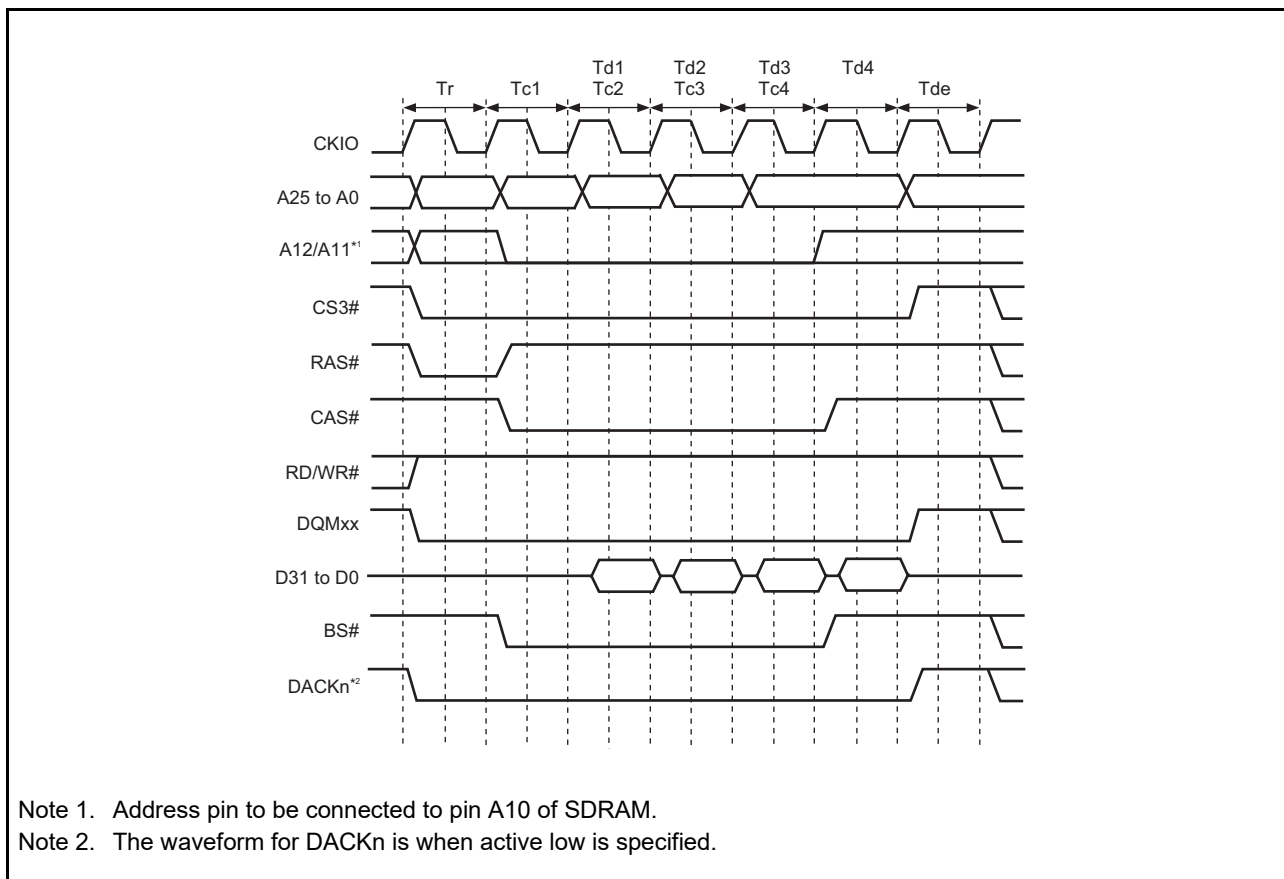 Td1 Td2 Td3 Td4
Tr Tc1 Tc2 Tc3 Tc4 Tde
CKIO
A25 to A0
A12/A11*1
CS3#
RAS#
CAS#
RD/WR#
DQMxx
D31 to D0
BS#
DACKn*2
Note 1. Address pin to be connected to pin A10 of SDRAM.
Note 2. The waveform for DACKn is when active low is specified.